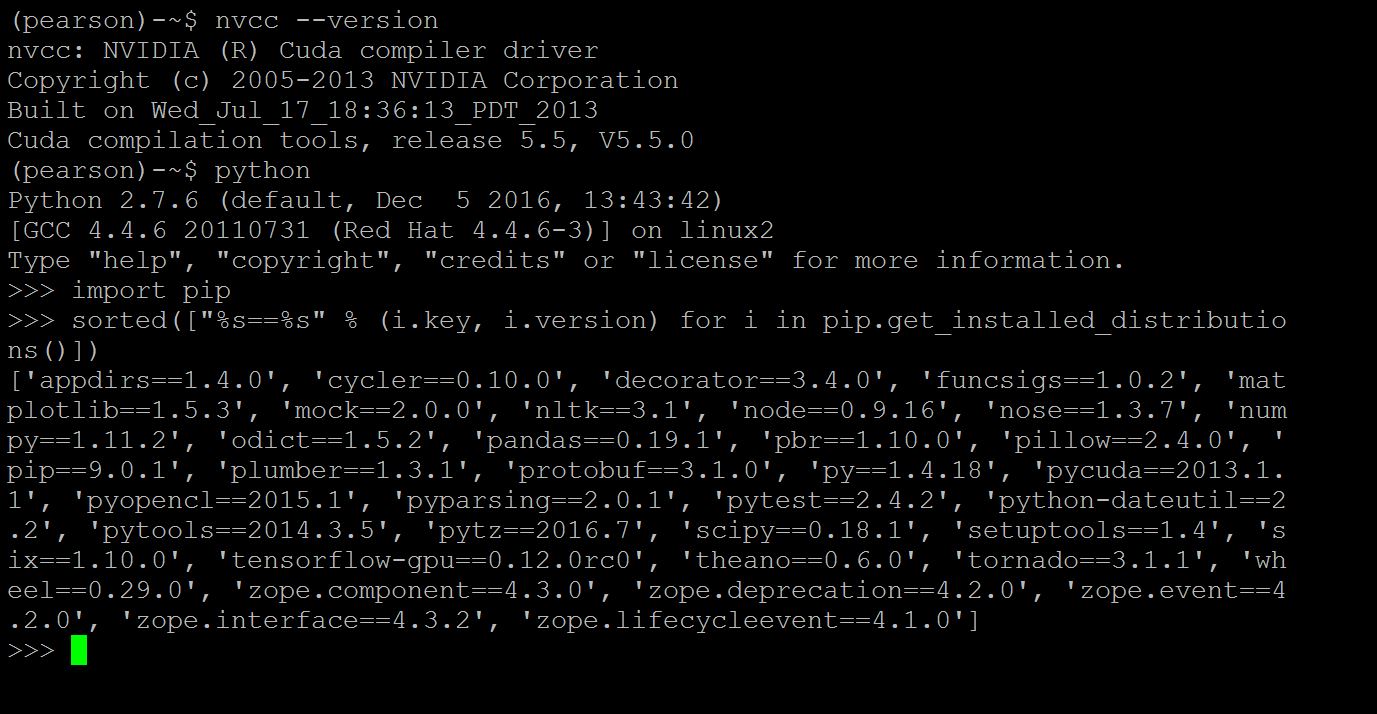 (pearson)-~$ nvcc --version
nvcc: NVIDIA (R) Cuda compiler driver
Copyright (c) 2005-2013 NVIDIA Corporation
Built on Wed_Jul_17_18:36:13_PDT_2013
Cuda compilation tools, release 5.5, V5.5.0
(pearson)-~$ python
Python 2.7.6 (default, Dec  5 2016, 13:43:42)
[GCC 4.4.6 20110731 (Red Hat 4.4.6-3)] on linux2
Type "help", "copyright", "credits" or "license" for more information.
>>> import pip
>>> sorted(["%s==%s" % (i.key, i.version) for i in pip.get_installed_distributio
ns()])
['appdirs==1.4.0', 'cycler==0.10.0', 'decorator==3.4.0', 'funcsigs==1.0.2', 'mat
plotlib==1.5.3', 'mock==2.0.0', 'nltk==3.1', 'node==0.9.16', 'nose==1.3.7', 'num
py==1.11.2', 'odict==1.5.2', 'pandas==0.19.1', 'pbr==1.10.0', 'pillow==2.4.0', '
pip==9.0.1', 'plumber==1.3.1', 'protobuf==3.1.0', 'py==1.4.18', 'pycuda==2013.1.
1', 'pyopencl==2015.1', 'pyparsing==2.0.1', 'pytest==2.4.2', 'python-dateutil==2
.2', 'pytools==2014.3.5', 'pytz==2016.7', 'scipy==0.18.1', 'setuptools==1.4', 's
ix==1.10.0', 'tensorflow-gpu==0.12.0rc0', 'theano==0.6.0', 'tornado==3.1.1', 'wh
eel==0.29.0', 'zope.component==4.3.0', 'zope.deprecation==4.2.0', 'zope.event==4
.2.0', 'zope.interface==4.3.2', 'zope.lifecycleevent==4.1.0']
>>>